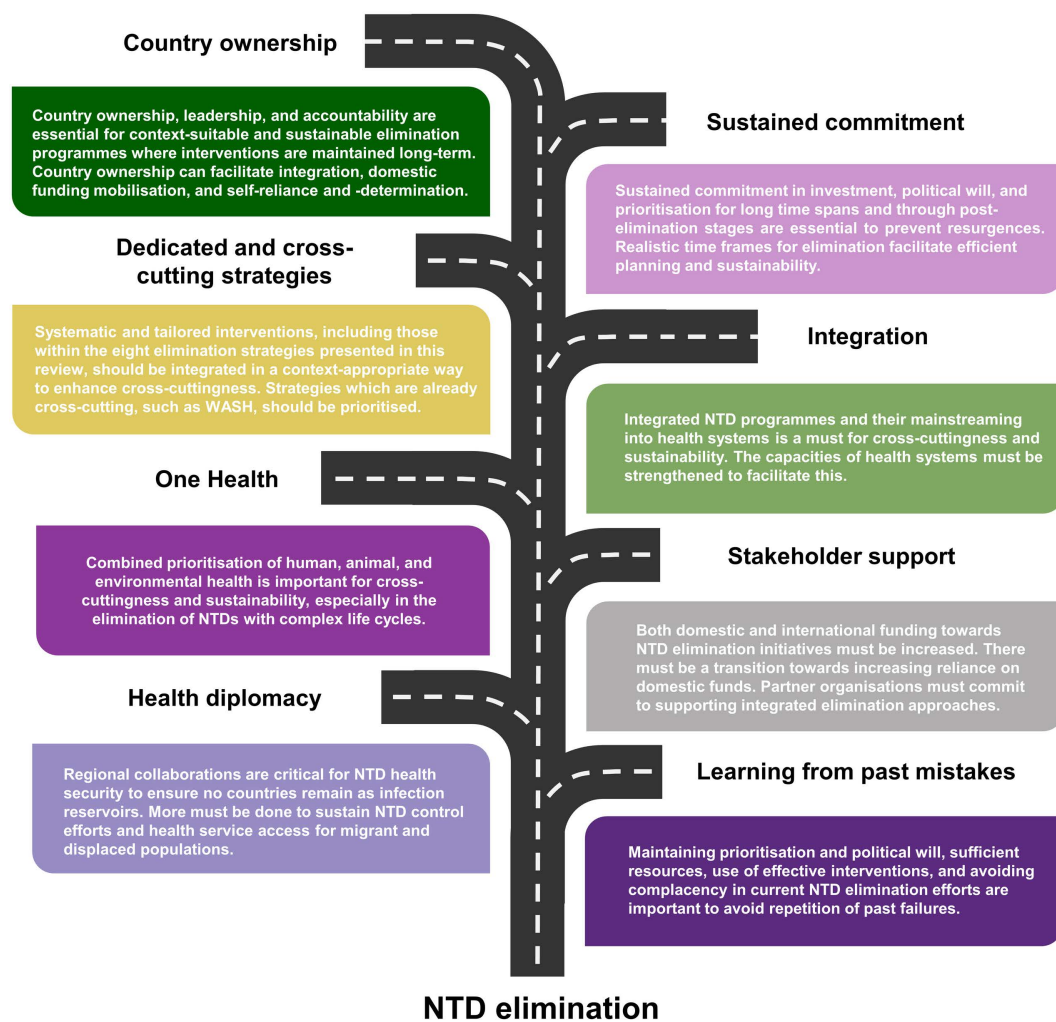 Country ownership
Country ownership, leadership, and accountability are
essential for context-suitable and sustainable elimination
programmes where interventions are maintained long-term.
Country ownership can facilitate integration, domestic
funding mobilisation, and self-reliance and -determination.
Sustained commitment
Sustained commitment in investment, political will, and
prioritisation for long time spans and through post-
elimination stages are essential to prevent resurgences.
Realistic time frames for elimination facilitate efficient
planning and sustainability.
Dedicated and cross-
cutting strategies
Systematic and tailored interventions, including those
within the eight elimination strategies presented in this
review, should be integrated in a context-appropriate way
to enhance cross-cuttingness. Strategies which are already
cross-cutting, such as WASH, should be prioritised.
Integration
Integrated NTD programmes and their mainstreaming
into health systems is a must for cross-cuttingness and
sustainability. The capacities of health systems must be
strengthened to facilitate this.
One Health
Combined prioritisation of human, animal, and
environmental health is important for cross-
cuttingness and sustainability, especially in the
elimination of NTDs with complex life cycles.
Stakeholder support
Both domestic and international funding towards
NTD elimination initiatives must be increased. There
must be a transition towards increasing reliance on
domestic funds. Partner organisations must commit
to supporting integrated elimination approaches.
Health diplomacy
Regional collaborations are critical for NTD health
security to ensure no countries remain as infection
reservoirs. More must be done to sustain NTD control
efforts and health service access for migrant and
displaced populations.
Learning from past mistakes
Maintaining prioritisation and political will, sufficient
resources, use of effective interventions, and avoiding
complacency in current NTD elimination efforts are
important to avoid repetition of past failures.
NTD elimination